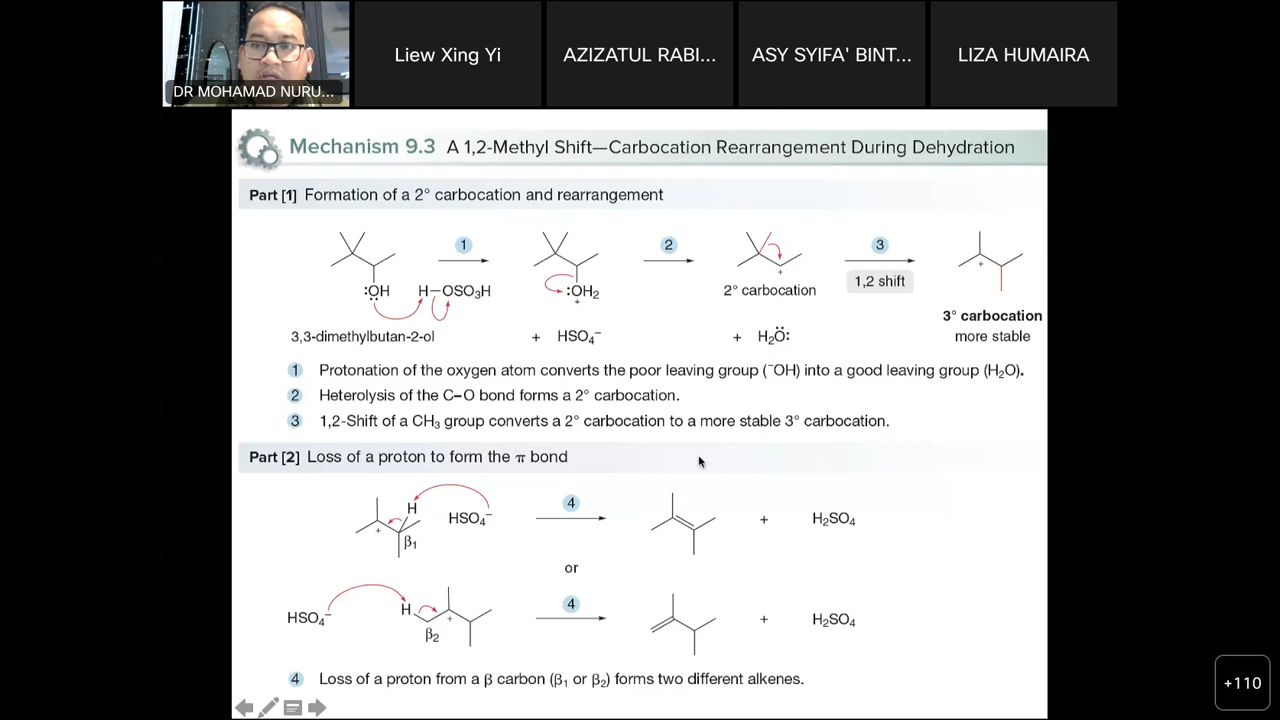 Liew Xing Yi
AZIZATUL RABI...
ASY SYIFA' BINT...
LIZA HUMAIRA
DR MOHAMAD NURU...
Mechanism 9.3 A 1,2-Methyl Shift—Carbocation Rearrangement During Dehydration
Part [1] Formation of a 2° carbocation and rearrangement
1 2 3
:ÖH H–OSO₃H :OH₂ + + 2° carbocation 1,2 shift +
3° carbocation
3,3-dimethylbutan-2-ol + HSO₄⁻ + H₂Ö: more stable
1 Protonation of the oxygen atom converts the poor leaving group (⁻OH) into a good leaving group (H₂O).
2 Heterolysis of the C–O bond forms a 2° carbocation.
3 1,2-Shift of a CH₃ group converts a 2° carbocation to a more stable 3° carbocation.
Part [2] Loss of a proton to form the π bond
H 4
+ HSO₄⁻ + H₂SO₄
β₁
or
H 4
HSO₄⁻ + + H₂SO₄
β₂
4 Loss of a proton from a β carbon (β₁ or β₂) forms two different alkenes.
+110